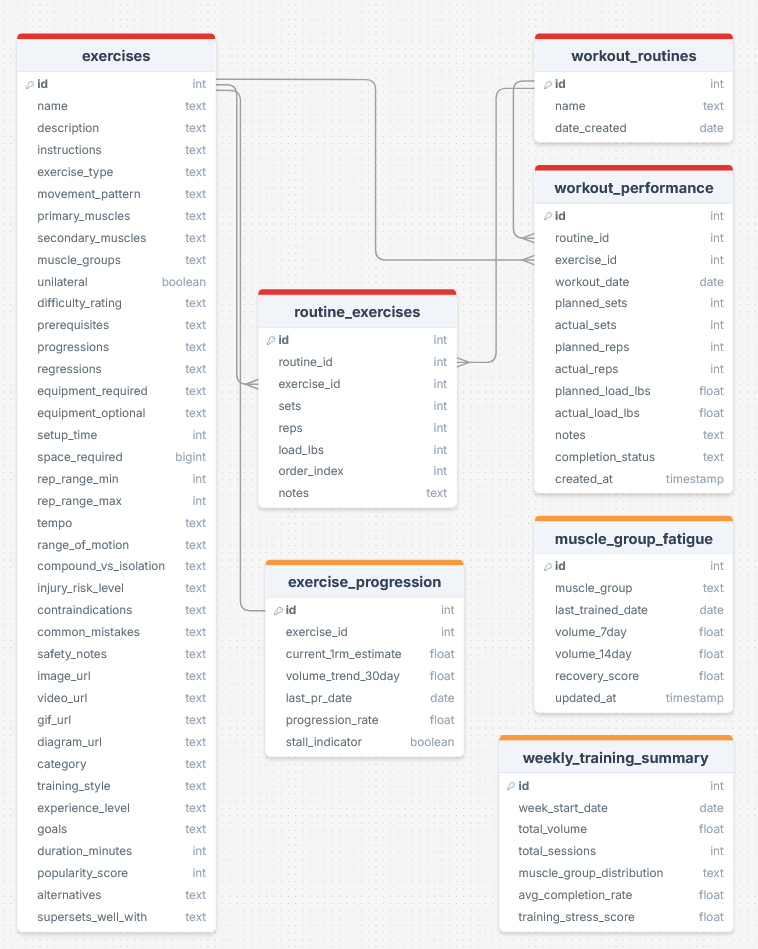 exercises
id int
name text
description text
instructions text
exercise_type text
movement_pattern text
primary_muscles text
secondary_muscles text
muscle_groups text
unilateral boolean
difficulty_rating text
prerequisites text
progressions text
regressions text
equipment_required text
equipment_optional text
setup_time int
space_required bigint
rep_range_min int
rep_range_max int
tempo text
range_of_motion text
compound_vs_isolation text
injury_risk_level text
contraindications text
common_mistakes text
safety_notes text
image_url text
video_url text
gif_url text
diagram_url text
category text
training_style text
experience_level text
goals text
duration_minutes int
popularity_score int
alternatives text
supersets_well_with text
routine_exercises
id int
routine_id int
exercise_id int
sets int
reps int
load_lbs int
order_index int
notes text
exercise_progression
id int
exercise_id int
current_1rm_estimate float
volume_trend_30day float
last_pr_date date
progression_rate float
stall_indicator boolean
workout_routines
id int
name text
date_created date
workout_performance
id int
routine_id int
exercise_id int
workout_date date
planned_sets int
actual_sets int
planned_reps int
actual_reps int
planned_load_lbs float
actual_load_lbs float
notes text
completion_status text
created_at timestamp
muscle_group_fatigue
id int
muscle_group text
last_trained_date date
volume_7day float
volume_14day float
recovery_score float
updated_at timestamp
weekly_training_summary
id int
week_start_date date
total_volume float
total_sessions int
muscle_group_distribution text
avg_completion_rate float
training_stress_score float